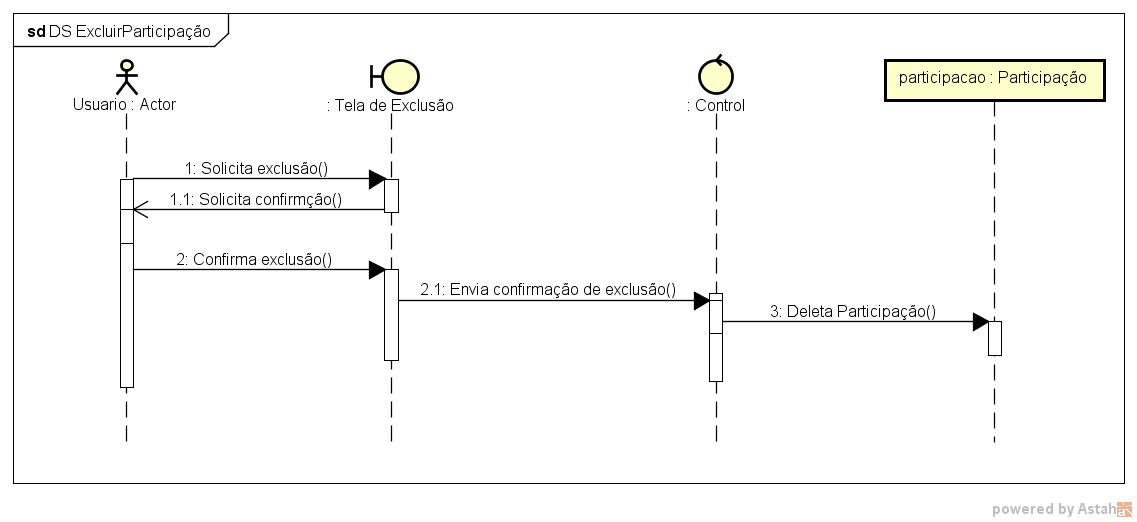 sd DS ExcluirParticipação
Usuario : Actor
: Tela de Exclusão
: Control
participacao : Participação
1: Solicita exclusão()
1.1: Solicita confirmção()
2: Confirma exclusão()
2.1: Envia confirmação de exclusão()
3: Deleta Participação()
powered by Astah